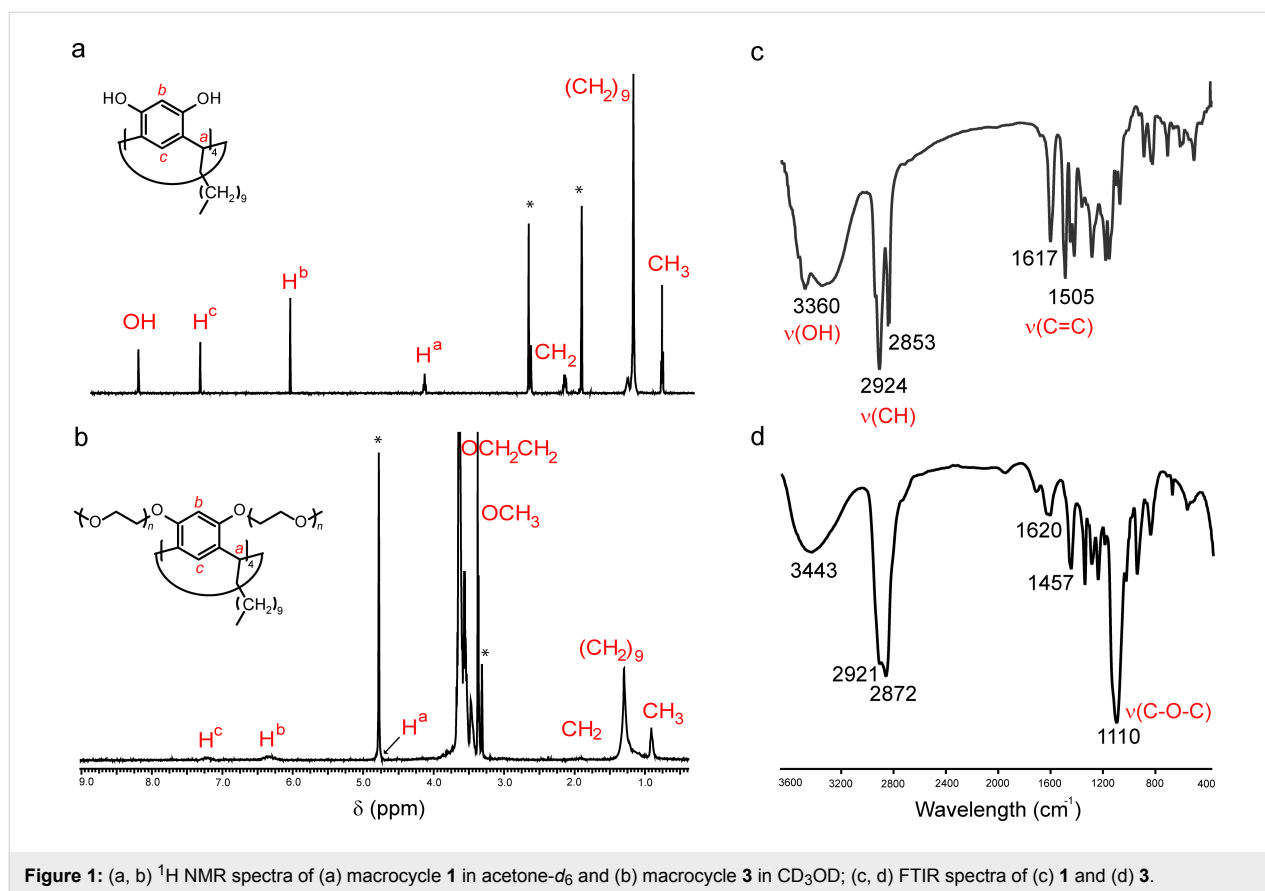 a
HO
b
OH
a
4
c
(CH2)9
(CH2)9
*
*
CH3
OH
Hᶜ
Hᵇ
Hᵃ
CH2
b
*
OCH2CH2
OCH3
*
O
n
O
b
O
O
n
a
4
c
(CH2)9
(CH2)9
CH3
CH2
Hᶜ
Hᵇ
Hᵃ
9.0 8.0 7.0 6.0 5.0 4.0 3.0 2.0 1.0
δ (ppm)
c
3360
ν(OH)
2853
2924
ν(CH)
1617
1505
ν(C=C)
d
3443
2921
2872
1620
1457
ν(C-O-C)
1110
3600 3200 2800 2400 2000 1600 1200 800 400
Wavelength (cm⁻¹)
Figure 1: (a, b) ¹H NMR spectra of (a) macrocycle 1 in acetone-d6 and (b) macrocycle 3 in CD3OD; (c, d) FTIR spectra of (c) 1 and (d) 3.